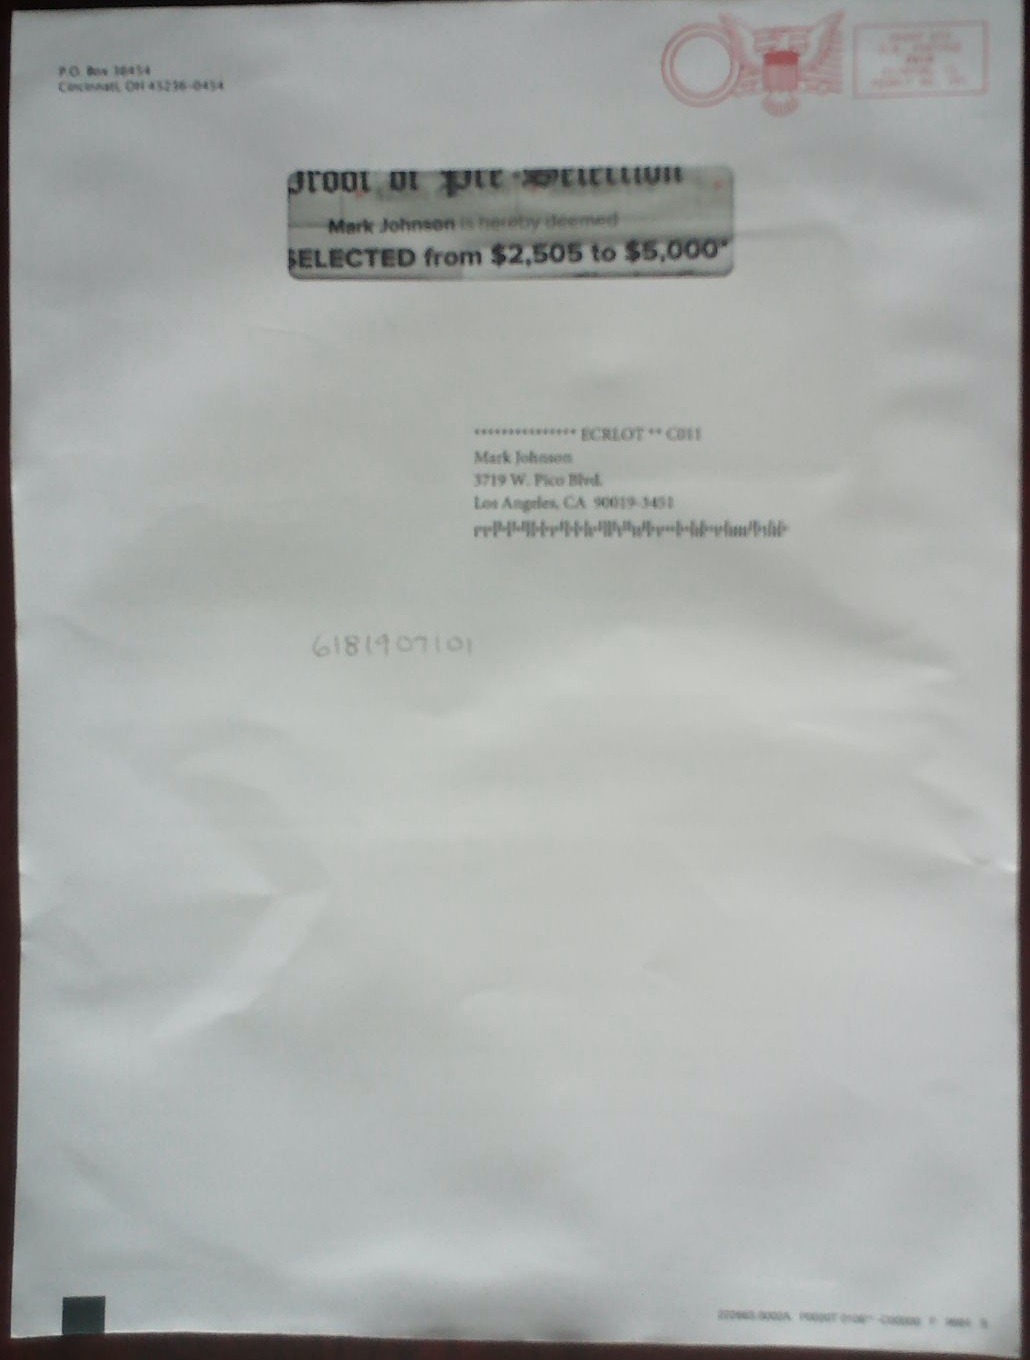 P.O. Box 38454
Cincinnati, OH 45236-0454
Proof of Pre-Selection
Mark Johnson is hereby deemed
SELECTED from $2,505 to $5,000*
*************** ECRLOT ** C011
Mark Johnson
3719 W. Pico Blvd.
Los Angeles, CA 90019-3451
6181907101